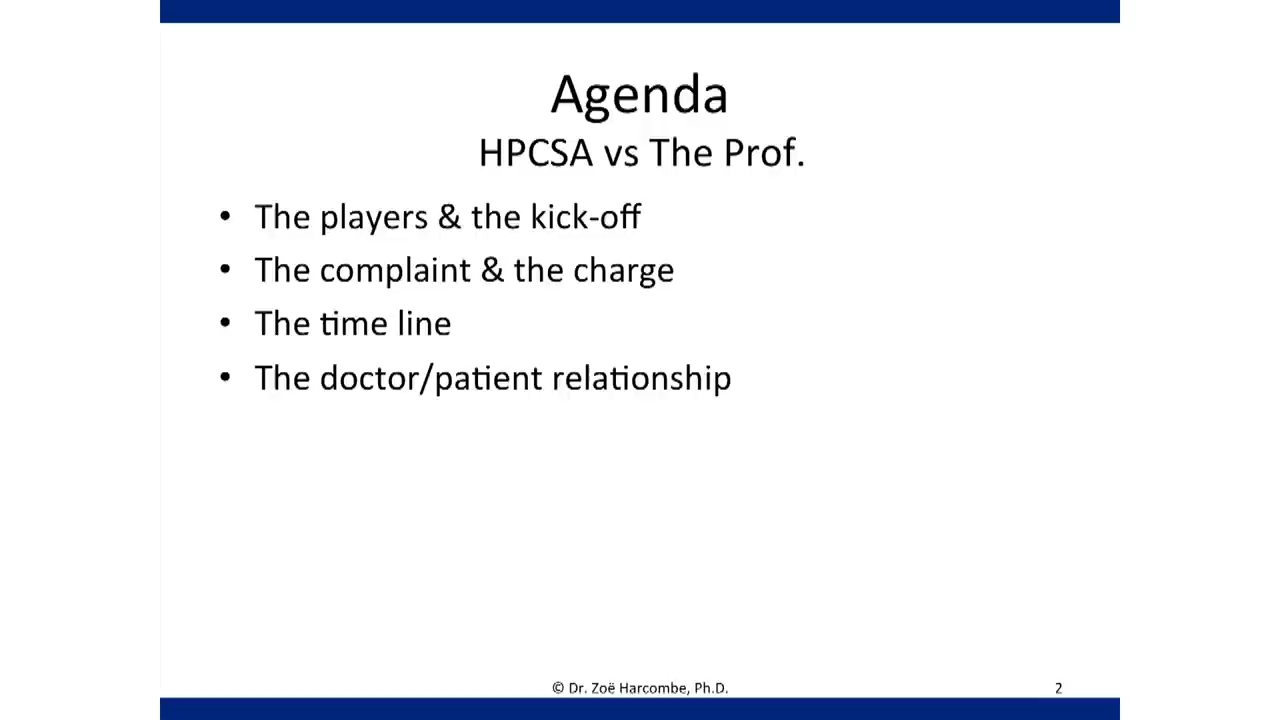 Agenda
HPCSA vs The Prof.
• The players & the kick-off
• The complaint & the charge
• The time line
• The doctor/patient relationship
© Dr. Zoë Harcombe, Ph.D.
2